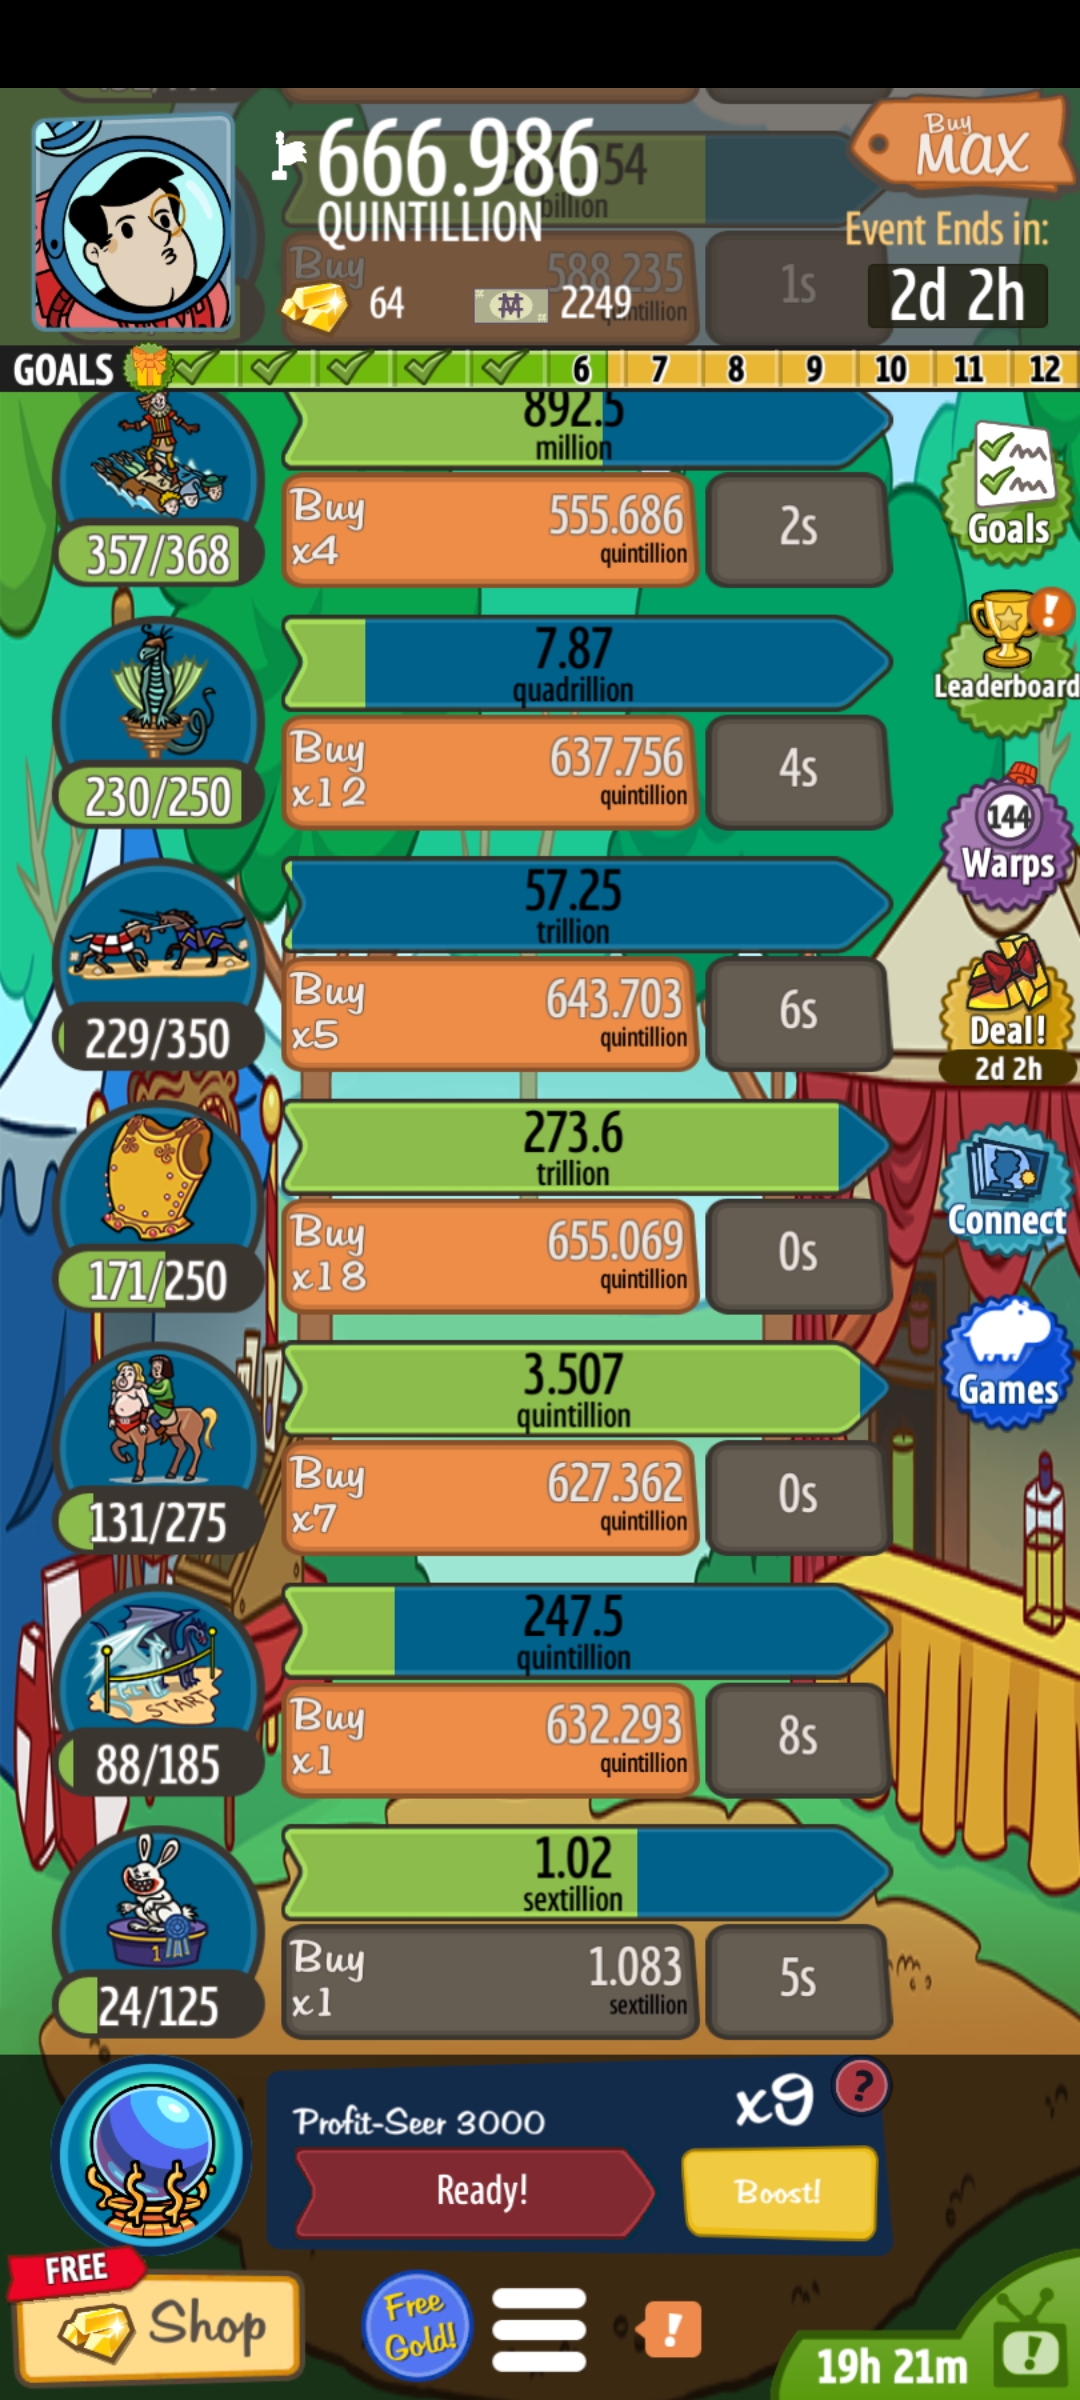 666.986
QUINTILLION
64
2249
Buy
MAX
Event Ends in:
2d 2h
billion
Buy
588.235
1s
GOALS
6
7
8
9
10
11
12
892.5
million
357/368
Buy
x4
555.686
quintillion
2s
Goals
7.87
quadrillion
230/250
Buy
x12
637.756
quintillion
4s
Leaderboard
57.25
trillion
229/350
Buy
x5
643.703
quintillion
6s
144
Warps
Deal!
2d 2h
273.6
trillion
171/250
Buy
x18
655.069
quintillion
0s
Connect
3.507
quintillion
131/275
Buy
x7
627.362
quintillion
0s
Games
247.5
quintillion
START
88/185
Buy
x1
632.293
quintillion
8s
1.02
sextillion
1
24/125
Buy
x1
1.083
sextillion
5s
Profit-Seer 3000
x9
?
Ready!
Boost!
FREE
Shop
Free
Gold!
!
19h 21m
!